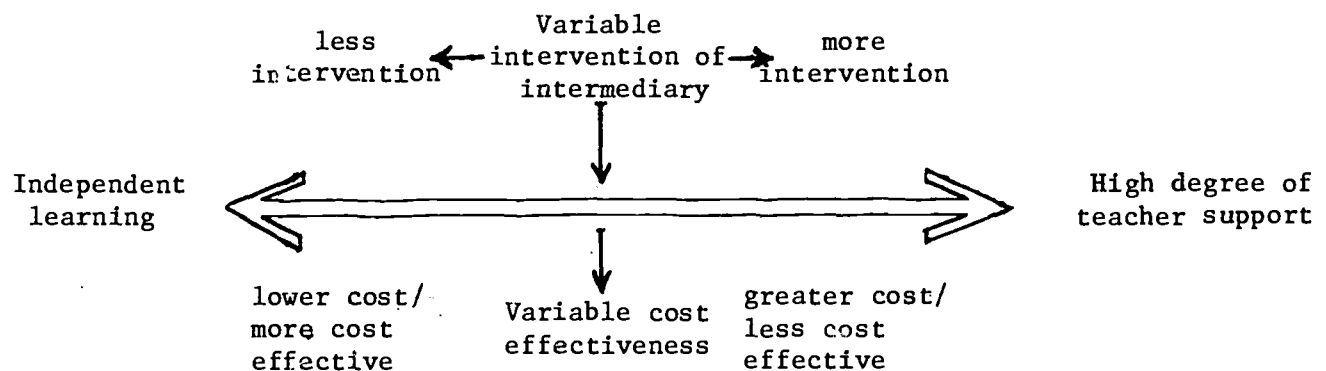 less
intervention
Variable
intervention of
intermediary
more
intervention
Independent
learning
High degree of
teacher support
lower cost/
more cost
effective
Variable cost
effectiveness
greater cost/
less cost
effective